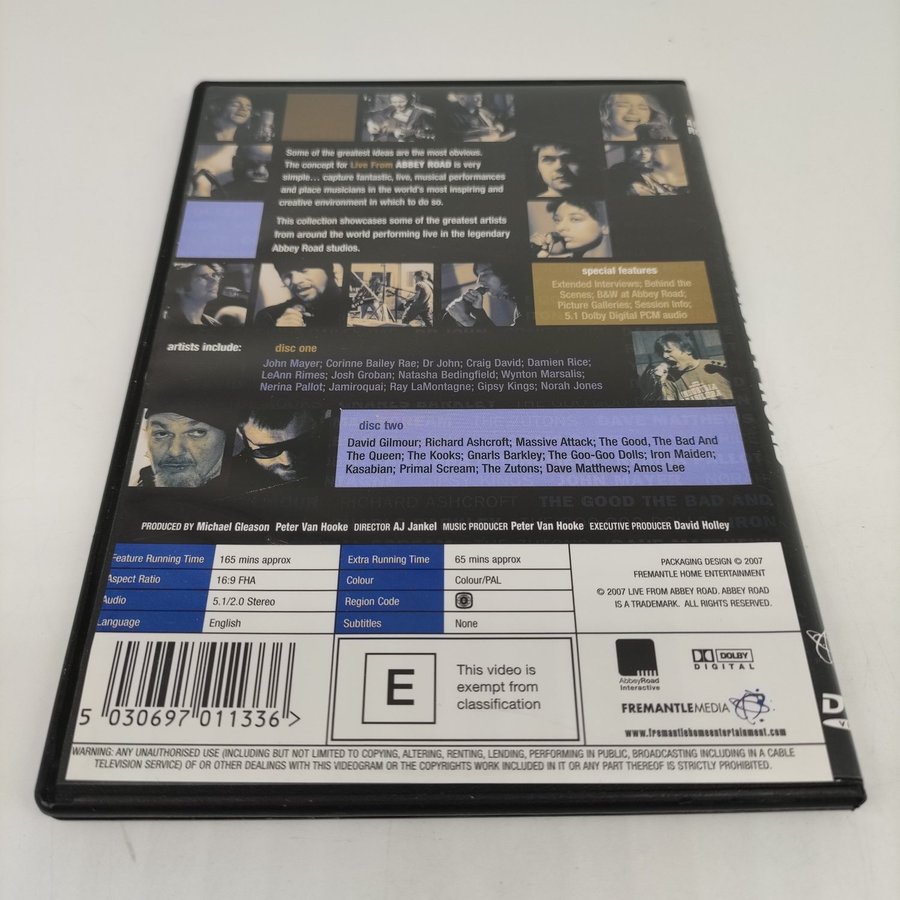 Some of the greatest ideas are the most obvious.
The concept for Live From ABBEY ROAD is very
simple... capture fantastic, live, musical performances
and place musicians in the world's most inspiring and
creative environment in which to do so.
This collection showcases some of the greatest artists
from around the world performing live in the legendary
Abbey Road studios.
special features
Extended Interviews; Behind the
Scenes; B&W at Abbey Road;
Picture Galleries; Session Info;
5.1 Dolby Digital PCM audio
artists include:
disc one
John Mayer; Corinne Bailey Rae; Dr John; Craig David; Damien Rice;
LeAnn Rimes; Josh Groban; Natasha Bedingfield; Wynton Marsalis;
Nerina Pallot; Jamiroquai; Ray LaMontagne; Gipsy Kings; Norah Jones
disc two
David Gilmour; Richard Ashcroft; Massive Attack; The Good, The Bad And
The Queen; The Kooks; Gnarls Barkley; The Goo-Goo Dolls; Iron Maiden;
Kasabian; Primal Scream; The Zutons; Dave Matthews; Amos Lee
RICHARD ASHCROFT THE GOOD THE BAD AND
PRODUCED BY Michael Gleason Peter Van Hooke DIRECTOR AJ Jankel MUSIC PRODUCER Peter Van Hooke EXECUTIVE PRODUCER David Holley
Feature Running Time 165 mins approx Extra Running Time 65 mins approx
Aspect Ratio 16:9 FHA Colour Colour/PAL
Audio 5.1/2.0 Stereo Region Code 0
Language English Subtitles None
PACKAGING DESIGN © 2007
FREMANTLE HOME ENTERTAINMENT
© 2007 LIVE FROM ABBEY ROAD. ABBEY ROAD
IS A TRADEMARK. ALL RIGHTS RESERVED.
5 030697 011336 >
E
This video is
exempt from
classification
AbbeyRoad
Interactive
DOLBY
DIGITAL
FREMANTLEMEDIA
www.fremantlehomeentertainment.com
WARNING: ANY UNAUTHORISED USE (INCLUDING BUT NOT LIMITED TO COPYING, ALTERING, RENTING, LENDING, PERFORMING IN PUBLIC, BROADCASTING INCLUDING IN A CABLE
TELEVISION SERVICE) OF OR OTHER DEALINGS WITH THIS VIDEOGRAM OR THE COPYRIGHTS WORK INCLUDED IN IT OR ANY PART THEREOF IS STRICTLY PROHIBITED.